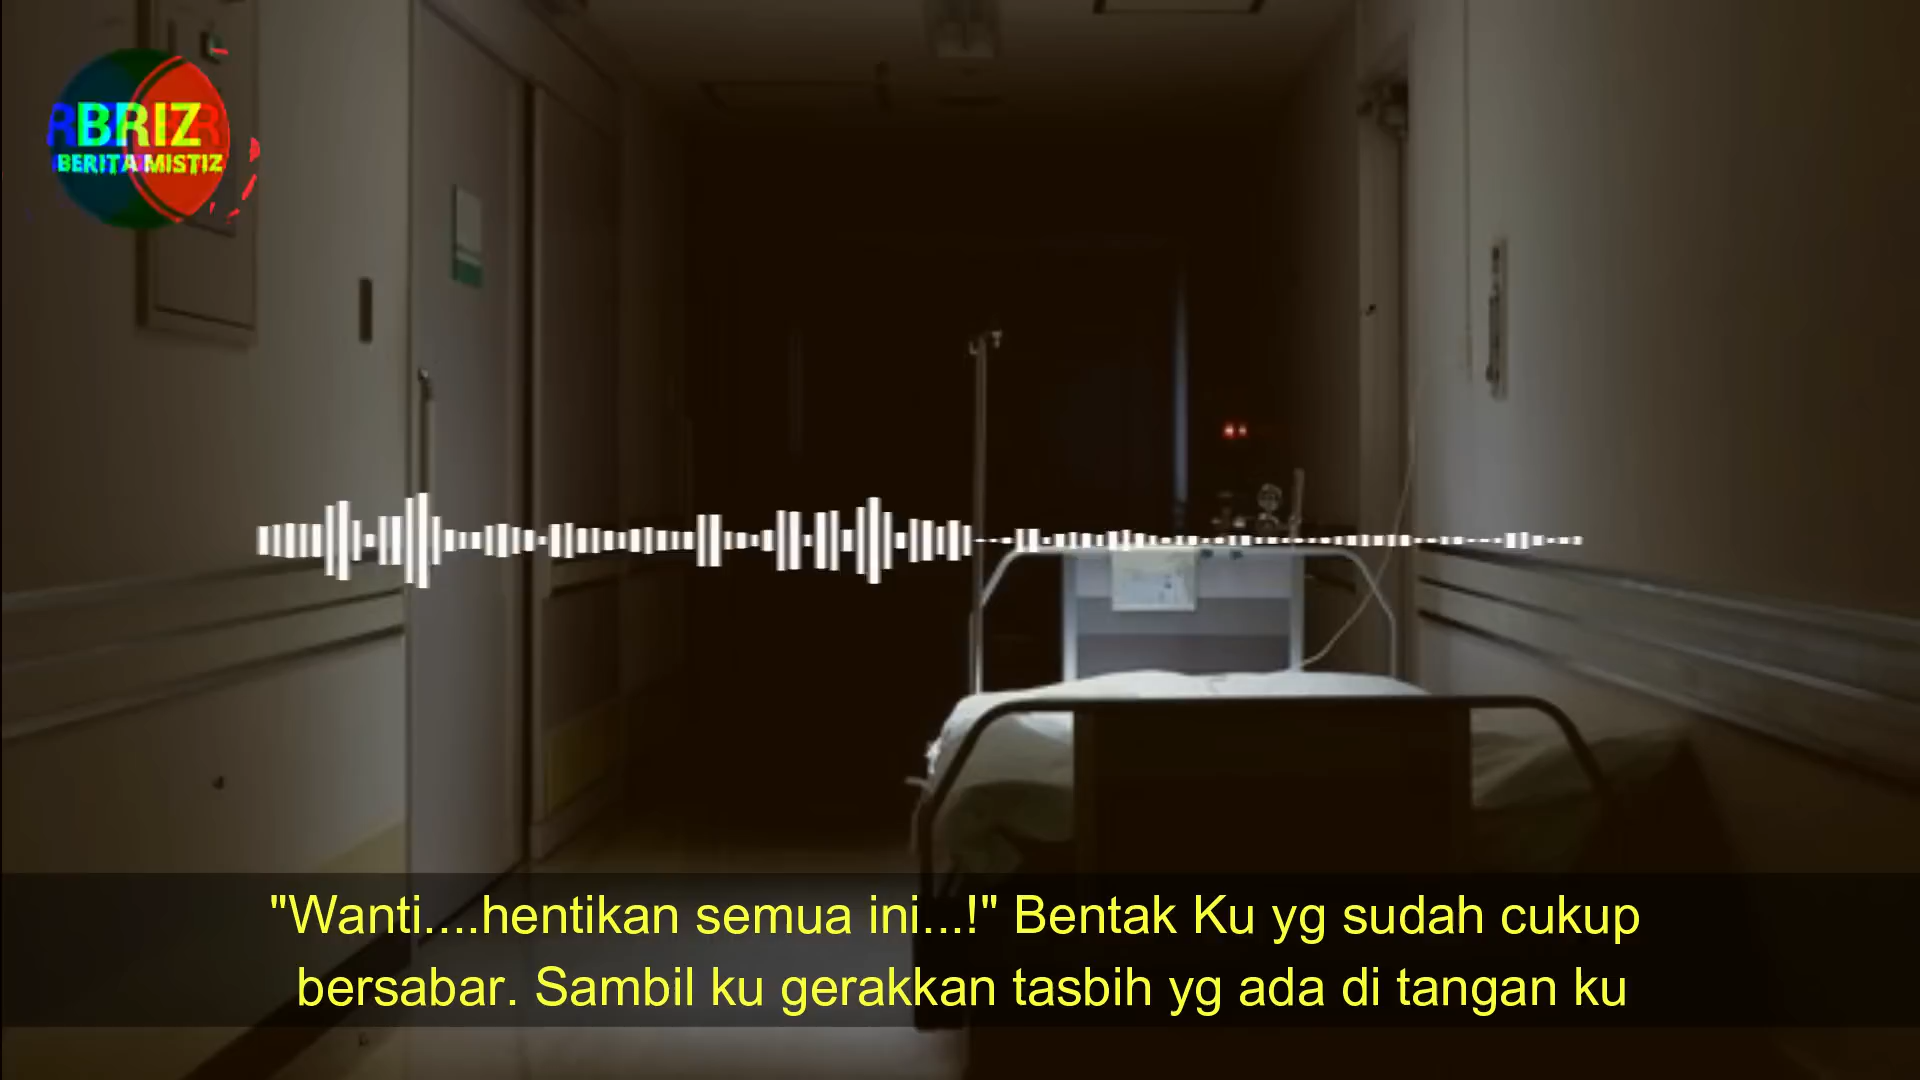 BRIZ
BERITA MISTIZ
"Wanti....hentikan semua ini...!" Bentak Ku yg sudah cukup
bersabar. Sambil ku gerakkan tasbih yg ada di tangan ku